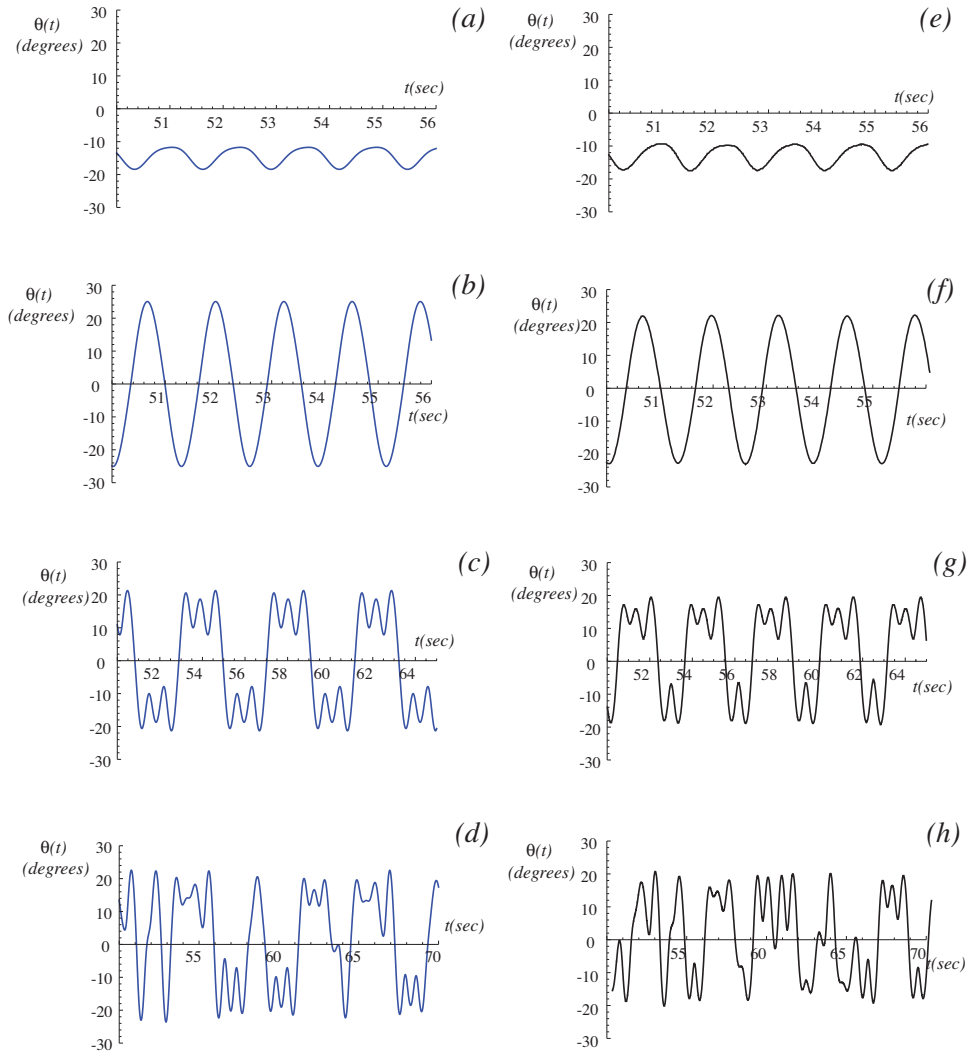 θ(t)
(degrees)
(a)
30
20
10
0
-10
-20
-30
t(sec)
51 52 53 54 55 56
θ(t)
(degrees)
(e)
30
20
10
0
-10
-20
-30
t(sec)
51 52 53 54 55 56
θ(t)
(degrees)
(b)
30
20
10
0
-10
-20
-30
51 52 53 54 55 56
t(sec)
θ(t)
(degrees)
(f)
30
20
10
0
-10
-20
-30
51 52 53 54 55
t(sec)
θ(t)
(degrees)
(c)
30
20
10
0
-10
-20
-30
t(sec)
52 54 56 58 60 62 64
θ(t)
(degrees)
(g)
30
20
10
0
-10
-20
-30
t(sec)
52 54 56 58 60 62 64
θ(t)
(degrees)
(d)
30
20
10
0
-10
-20
-30
t(sec)
55 60 65 70
θ(t)
(degrees)
(h)
30
20
10
0
-10
-20
-30
55 60 65 70
t(sec)